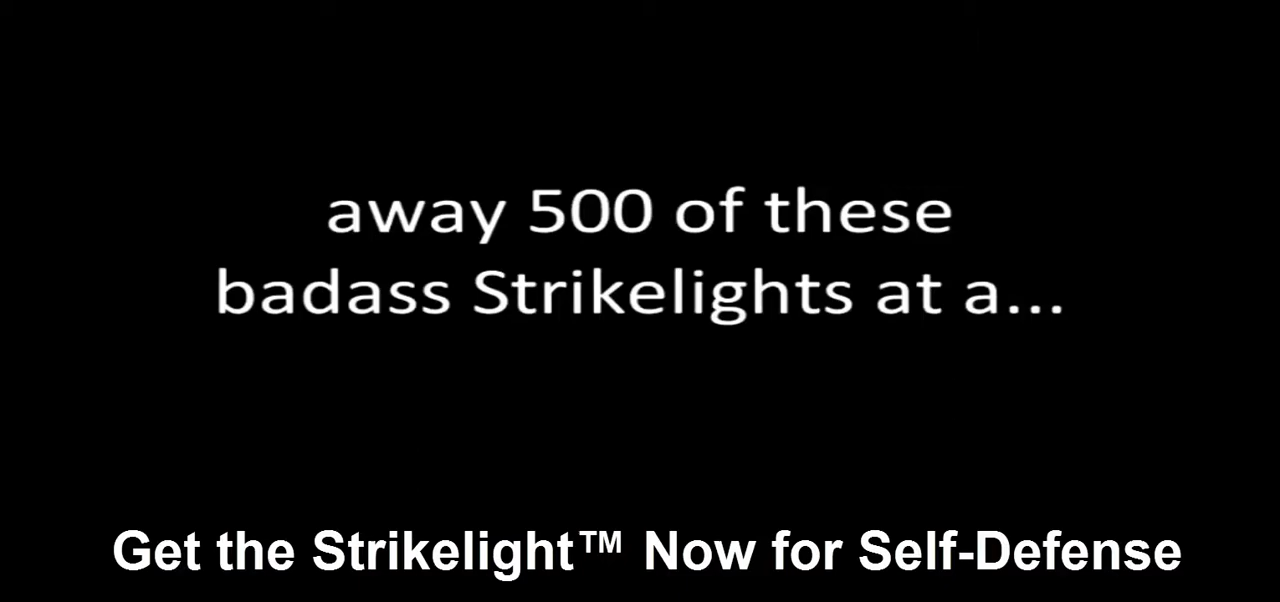 away 500 of these
badass Strikelights at a...
Get the Strikelight™ Now for Self-Defense